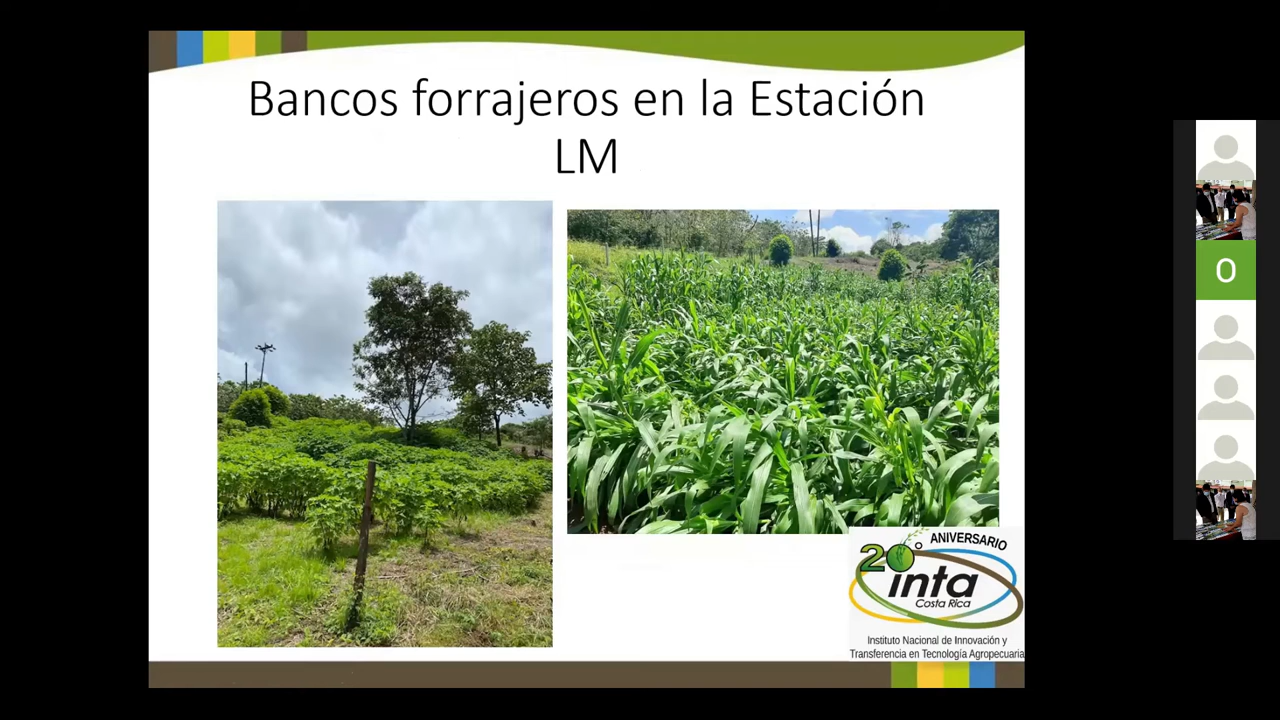 Bancos forrajeros en la Estación
LM
20° ANIVERSARIO
inta
Costa Rica
Instituto Nacional de Innovación y
Transferencia en Tecnología Agropecuaria
O